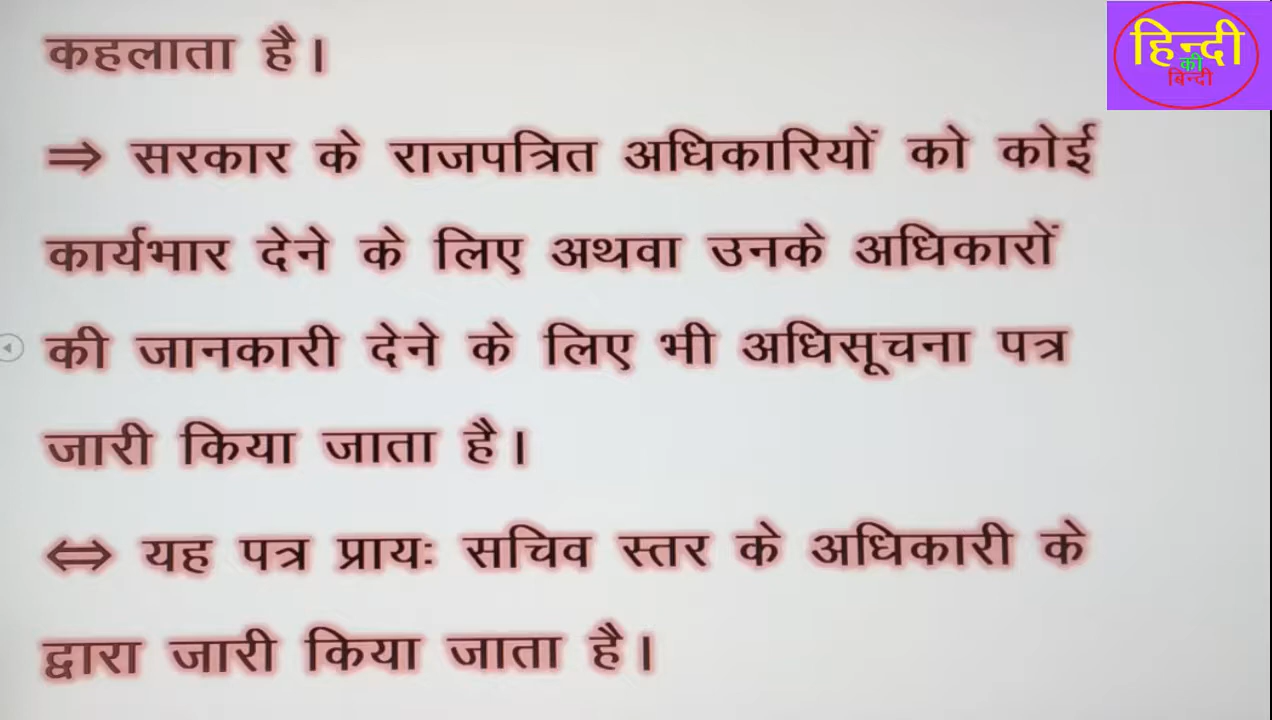 कहलाता है।
⇒ सरकार के राजपत्रित अधिकारियों को कोई
कार्यभार देने के लिए अथवा उनके अधिकारों
की जानकारी देने के लिए भी अधिसूचना पत्र
जारी किया जाता है।
⇔ यह पत्र प्रायः सचिव स्तर के अधिकारी के
द्वारा जारी किया जाता है।
हिन्दी
की
बिन्दी